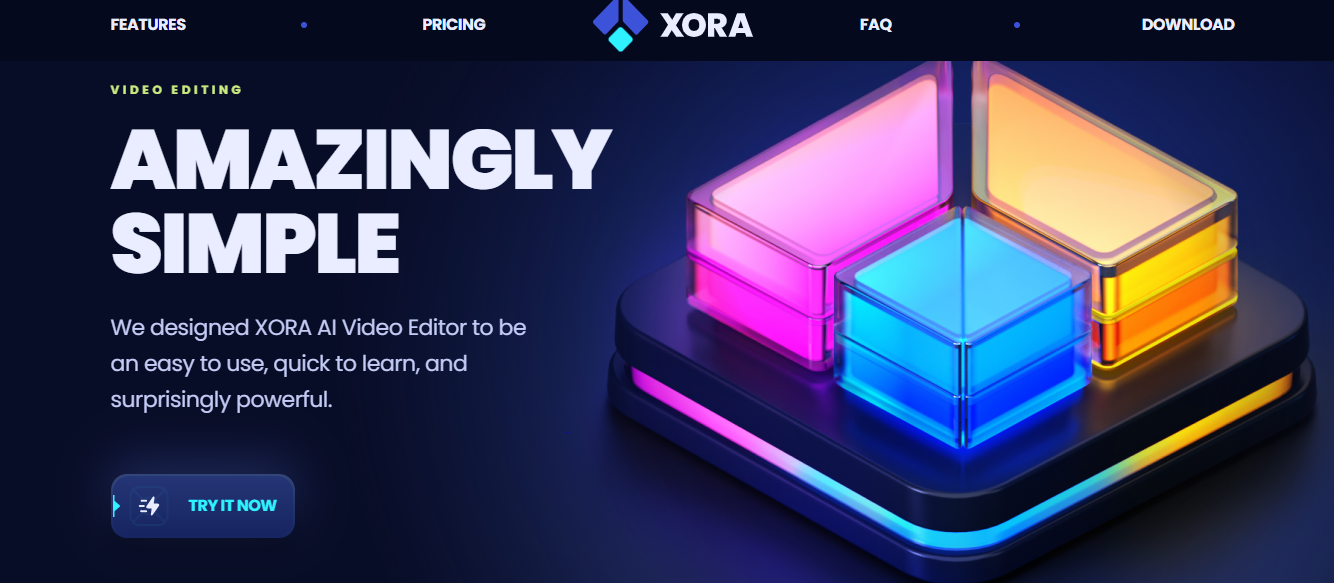 FEATURES
PRICING
XORA
FAQ
DOWNLOAD
VIDEO EDITING
AMAZINGLY
SIMPLE
We designed XORA AI Video Editor to be
an easy to use, quick to learn, and
surprisingly powerful.
TRY IT NOW